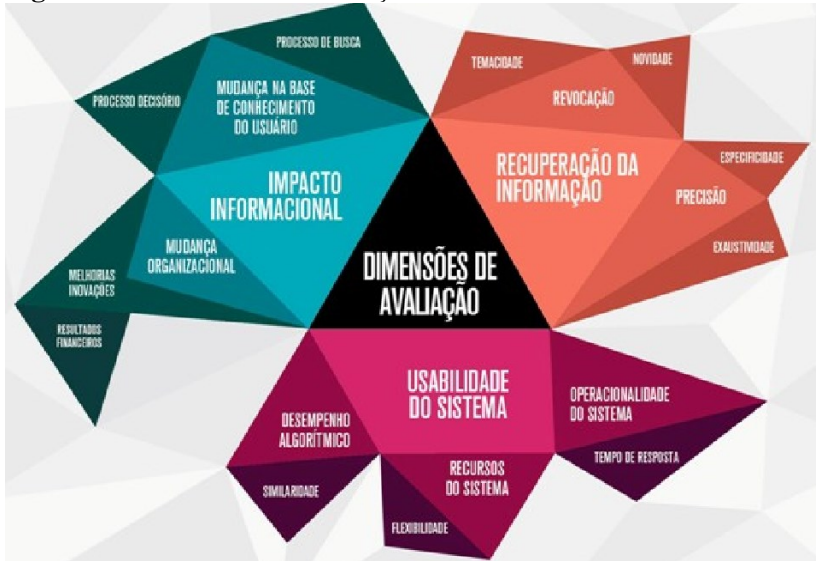 PROCESSO DE BUSCA
PROCESSO DECISÓRIO
MUDANÇA NA BASE
DE CONHECIMENTO
DO USUÁRIO
IMPACTO
INFORMACIONAL
MUDANÇA
ORGANIZACIONAL
MELHORIAS
INOVAÇÕES
RESULTADOS
FINANCEIROS
TEMACIDADE
NOVIDADE
REVOCAÇÃO
RECUPERAÇÃO DA
INFORMAÇÃO
ESPECIFICIDADE
PRECISÃO
EXAUSTIVIDADE
DIMENSÕES DE
AVALIAÇÃO
USABILIDADE
DO SISTEMA
DESEMPENHO
ALGORÍTMICO
SIMILARIDADE
RECURSOS
DO SISTEMA
FLEXIBILIDADE
OPERACIONALIDADE
DO SISTEMA
TEMPO DE RESPOSTA